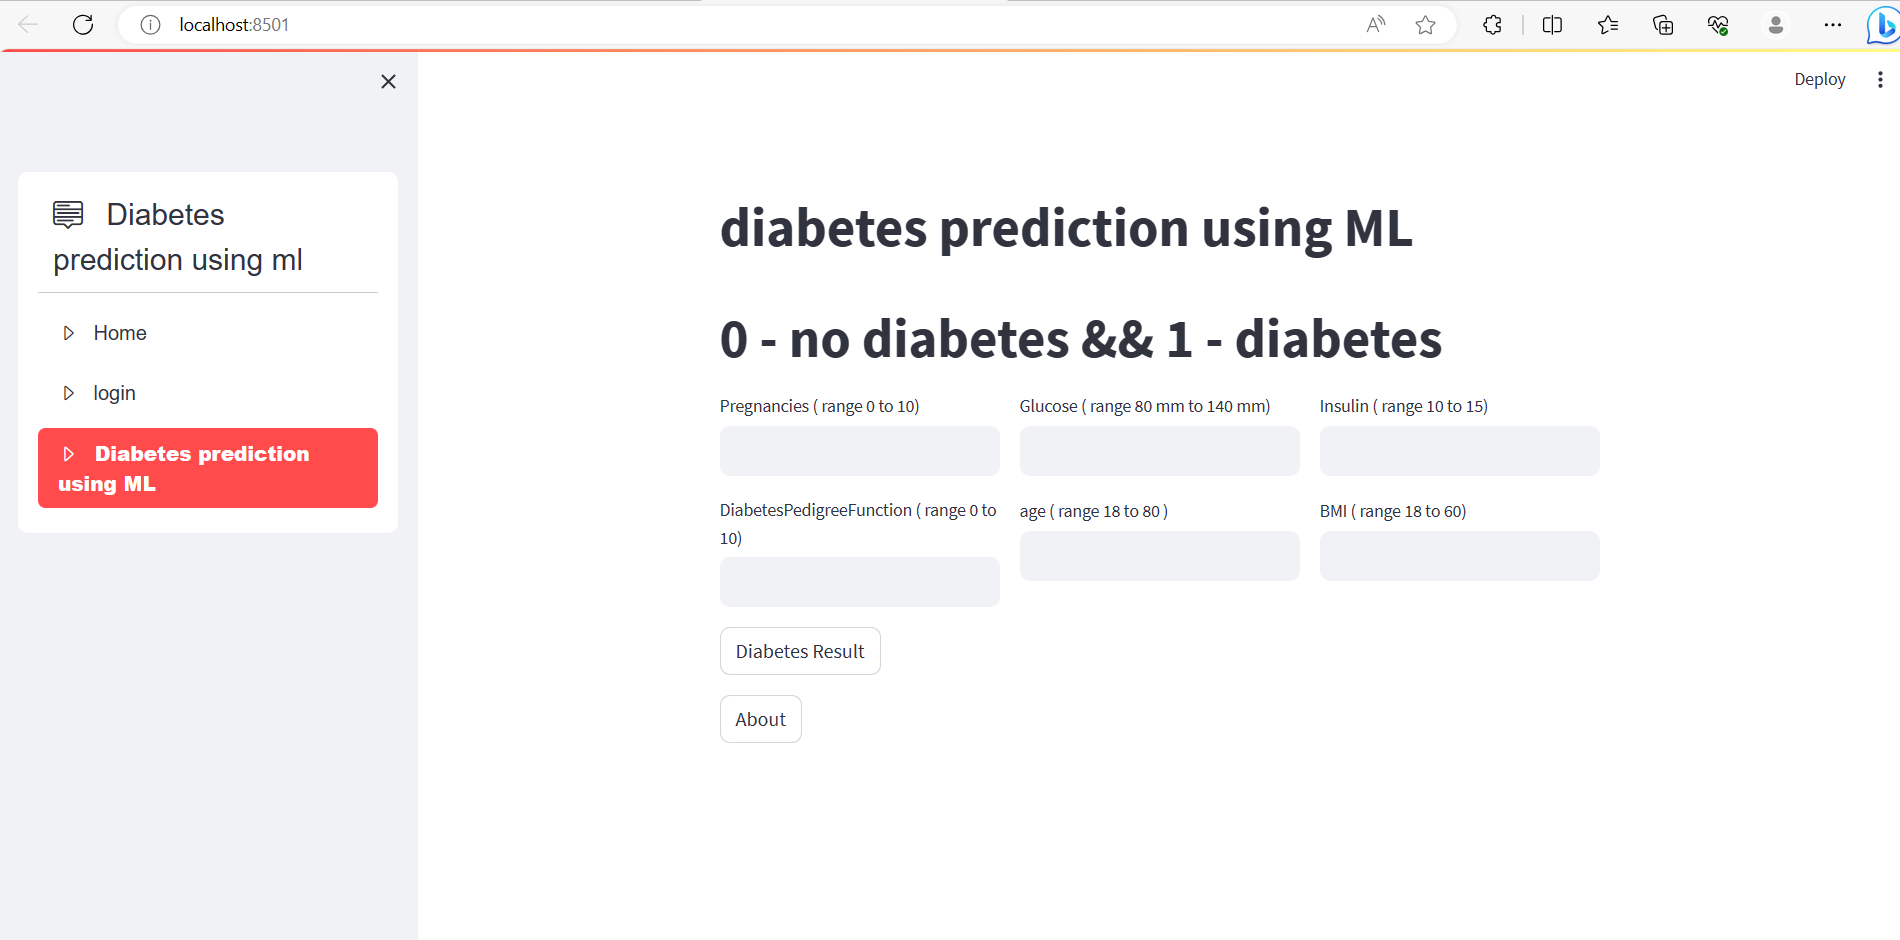 localhost:8501
Deploy
Diabetes
prediction using ml
Home
login
Diabetes prediction
using ML
diabetes prediction using ML
0 - no diabetes && 1 - diabetes
Pregnancies ( range 0 to 10)
Glucose ( range 80 mm to 140 mm)
Insulin ( range 10 to 15)
DiabetesPedigreeFunction ( range 0 to
10)
age ( range 18 to 80 )
BMI ( range 18 to 60)
Diabetes Result
About